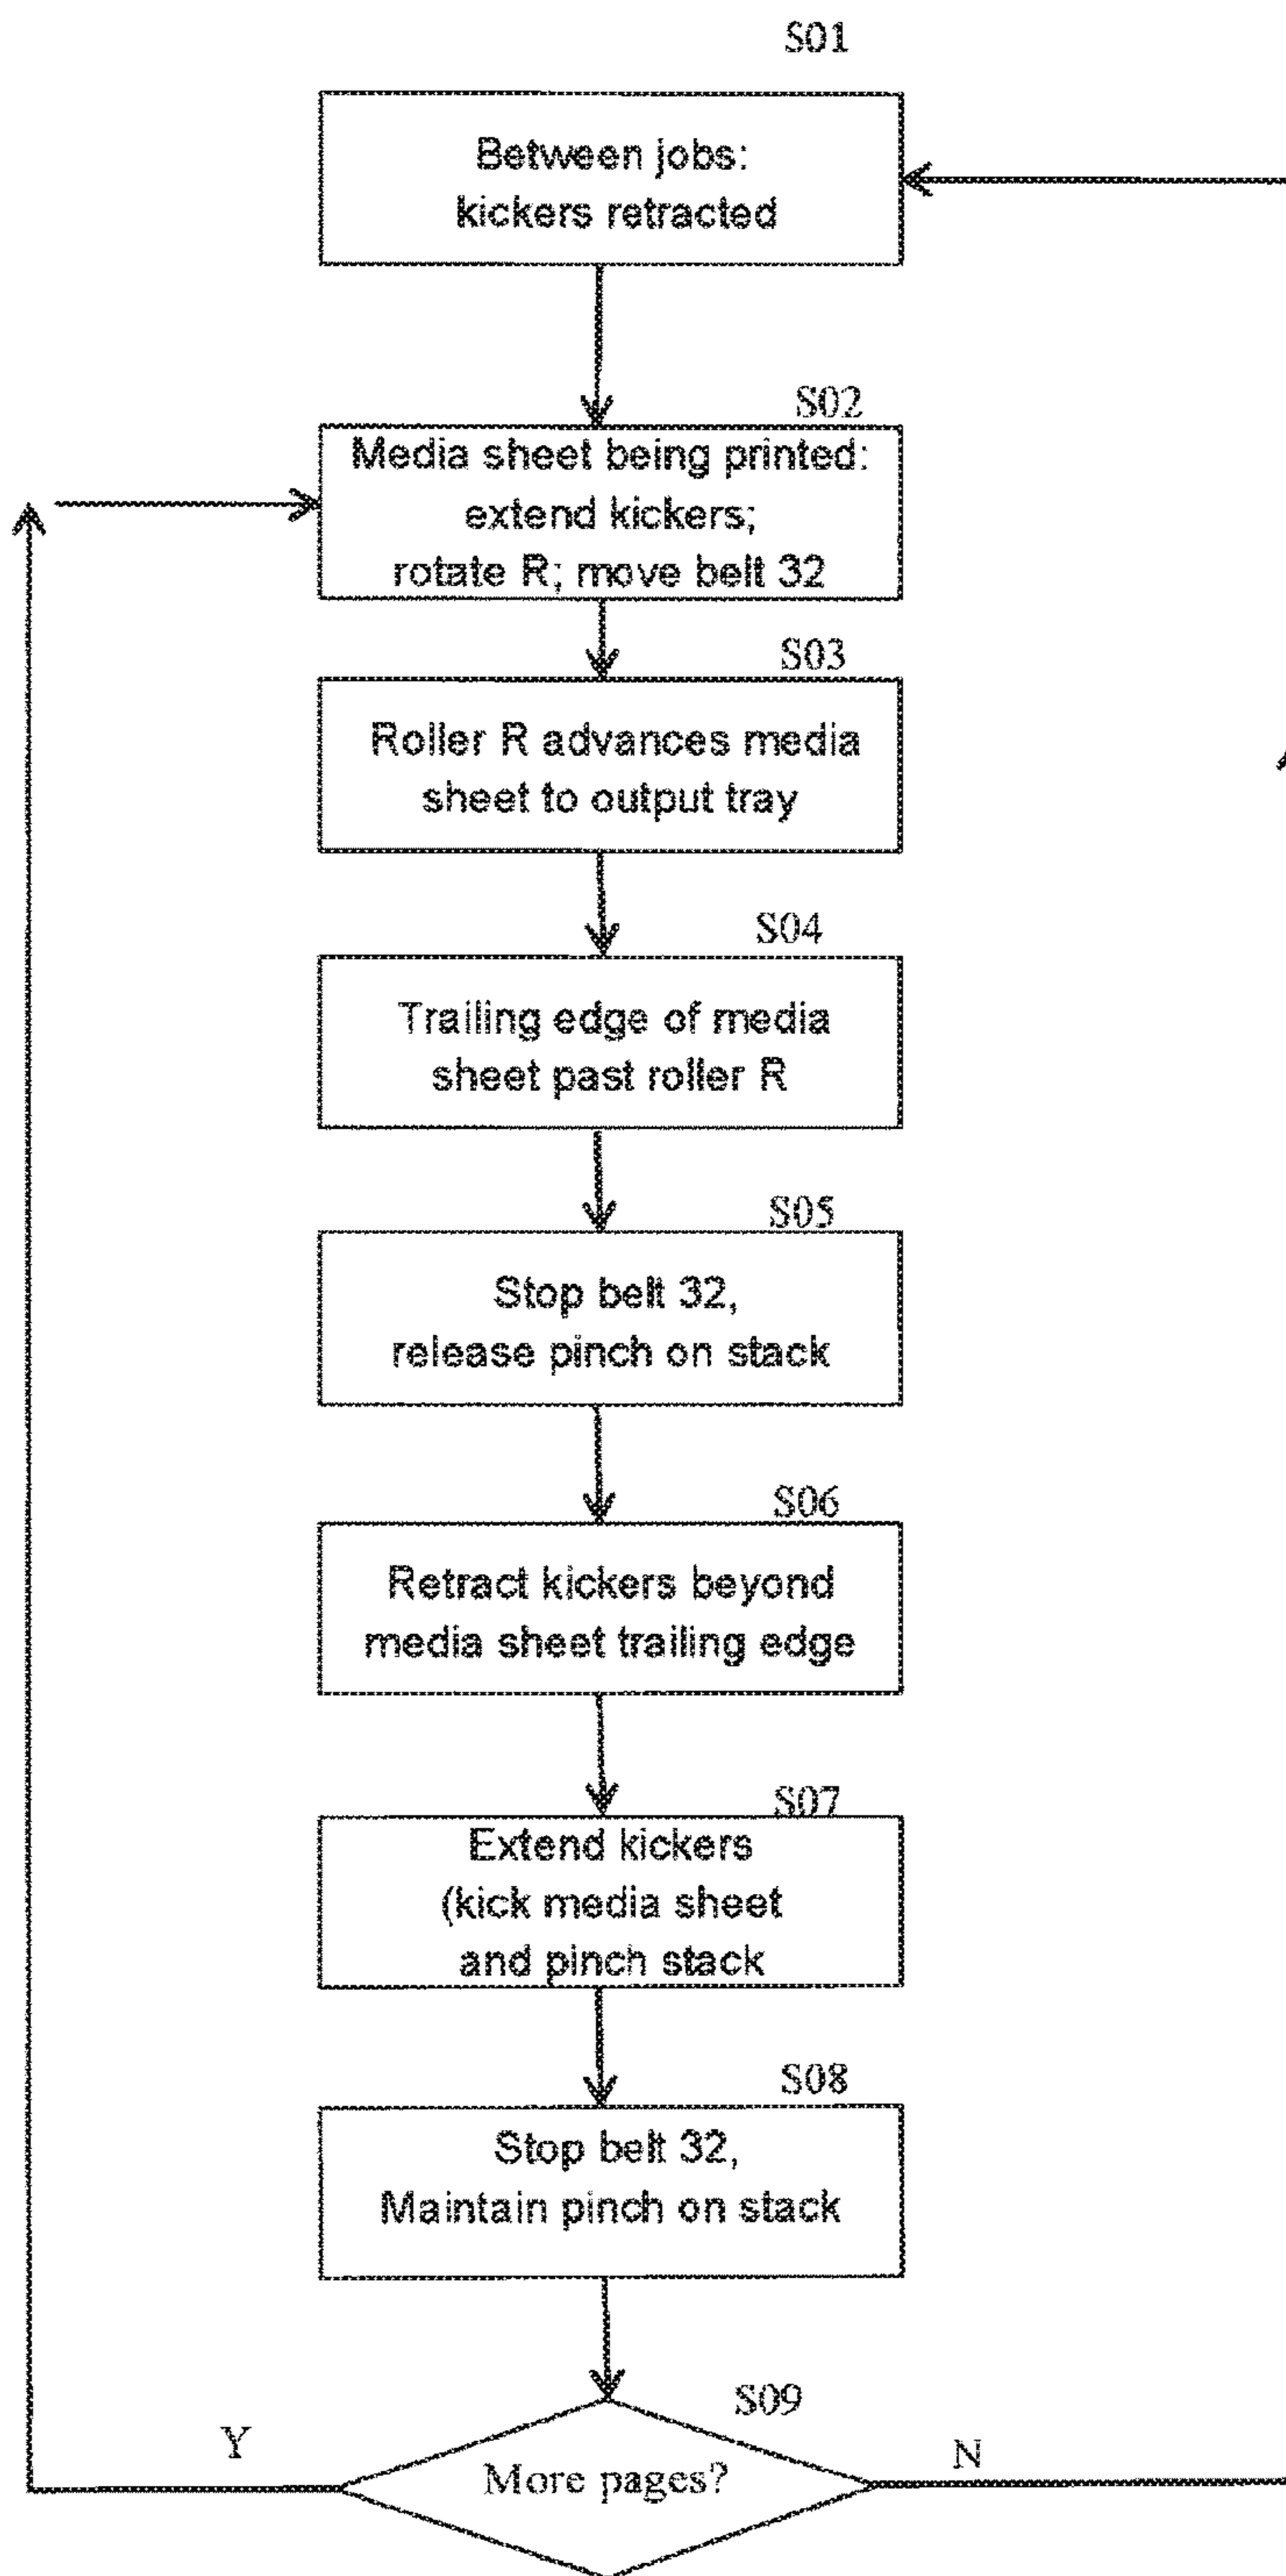 S01
Between jobs:
kickers retracted
S02
Media sheet being printed:
extend kickers;
rotate R; move belt 32
S03
Roller R advances media
sheet to output tray
S04
Trailing edge of media
sheet past roller R
S05
Stop belt 32,
release pinch on stack
S06
Retract kickers beyond
media sheet trailing edge
S07
Extend kickers
(kick media sheet
and pinch stack
S08
Stop belt 32,
Maintain pinch on stack
S09
Y
More pages?
N